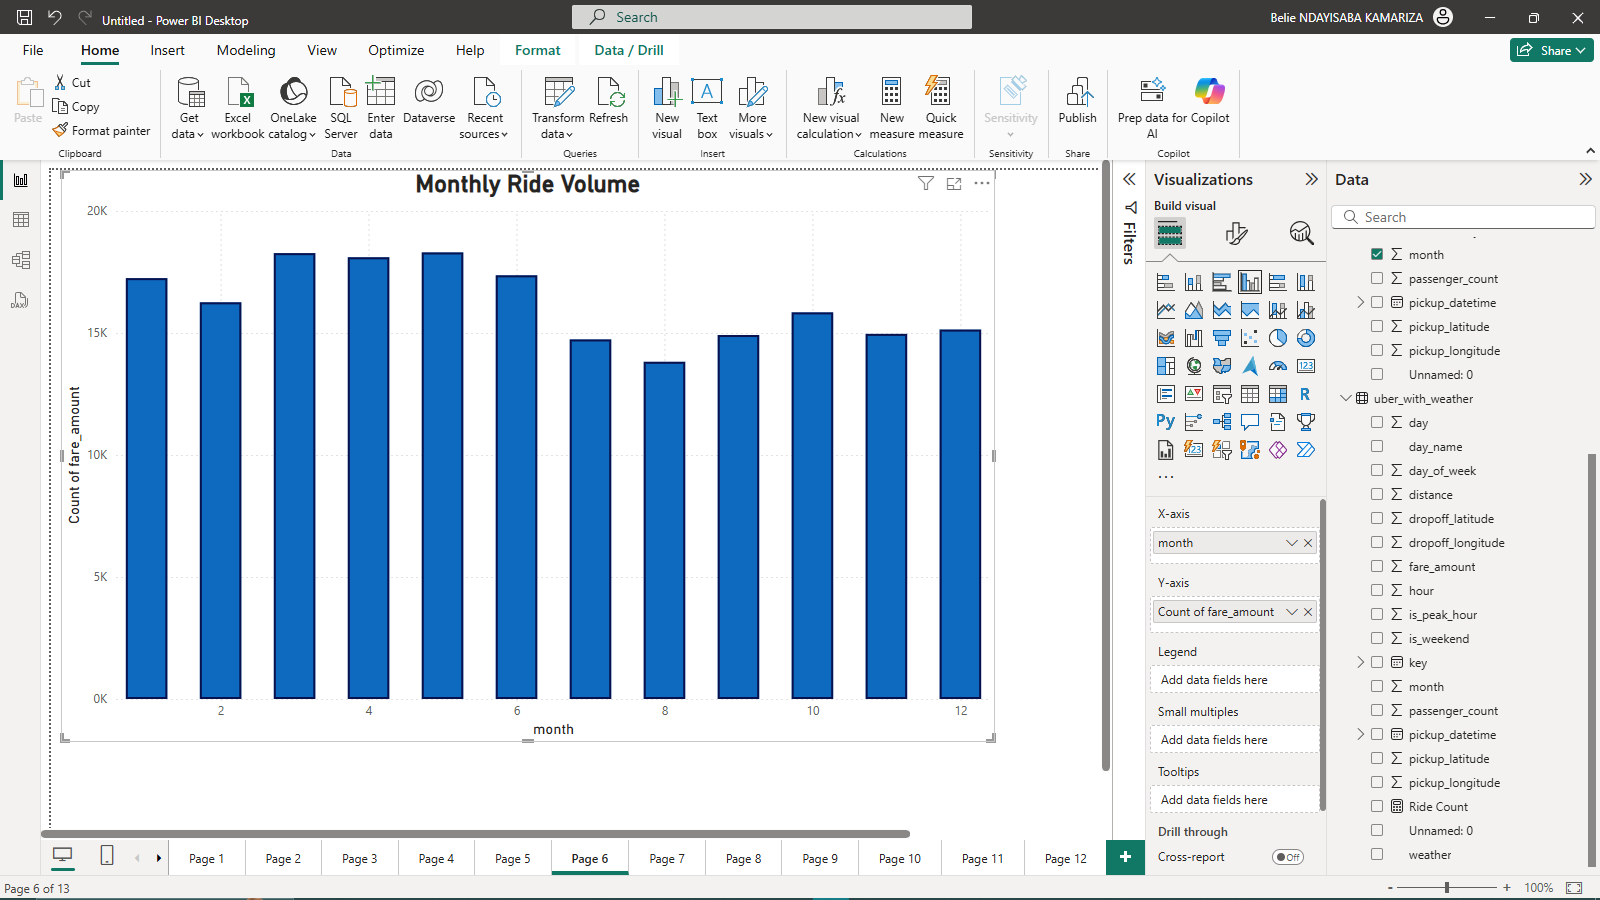 Untitled - Power BI Desktop
Search
Belie NDAYISABA KAMARIZA
File
Home
Insert
Modeling
View
Optimize
Help
Format
Data / Drill
Share
Paste
Cut
Copy
Format painter
Clipboard
Get data
Excel workbook
OneLake catalog
SQL Server
Enter data
Dataverse
Recent sources
Data
Transform data
Refresh
Queries
New visual
Text box
More visuals
Insert
New visual calculation
New measure
Quick measure
Calculations
Sensitivity
Sensitivity
Publish
Share
Prep data for AI
Copilot
Copilot
Monthly Ride Volume
20K
15K
10K
5K
0K
Count of fare_amount
2
4
6
8
10
12
month
Filters
Visualizations
Build visual
X-axis
month
Y-axis
Count of fare_amount
Legend
Add data fields here
Small multiples
Add data fields here
Tooltips
Add data fields here
Drill through
Cross-report
Off
Data
Search
month
passenger_count
pickup_datetime
pickup_latitude
pickup_longitude
Unnamed: 0
uber_with_weather
day
day_name
day_of_week
distance
dropoff_latitude
dropoff_longitude
fare_amount
hour
is_peak_hour
is_weekend
key
month
passenger_count
pickup_datetime
pickup_latitude
pickup_longitude
Ride Count
Unnamed: 0
weather
Page 1
Page 2
Page 3
Page 4
Page 5
Page 6
Page 7
Page 8
Page 9
Page 10
Page 11
Page 12
Page 6 of 13
100%